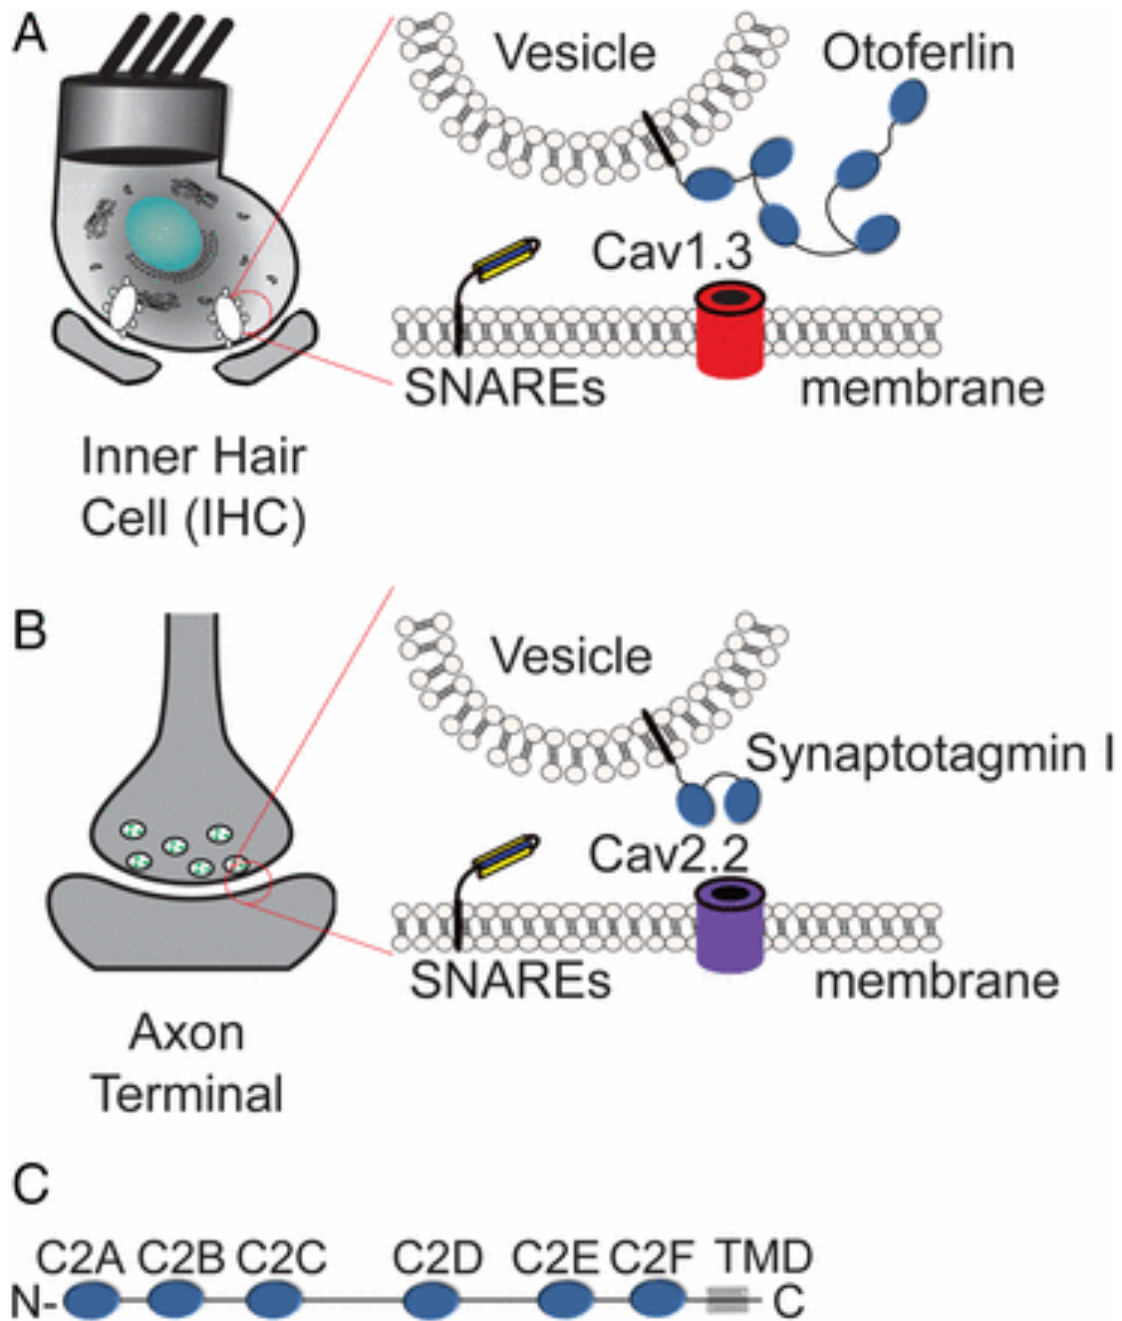 A
Vesicle
Otoferlin
Cav1.3
SNAREs
membrane
Inner Hair
Cell (IHC)
B
Vesicle
Synaptotagmin I
Cav2.2
SNAREs
membrane
Axon
Terminal
C
C2A C2B C2C C2D C2E C2F TMD
N- C